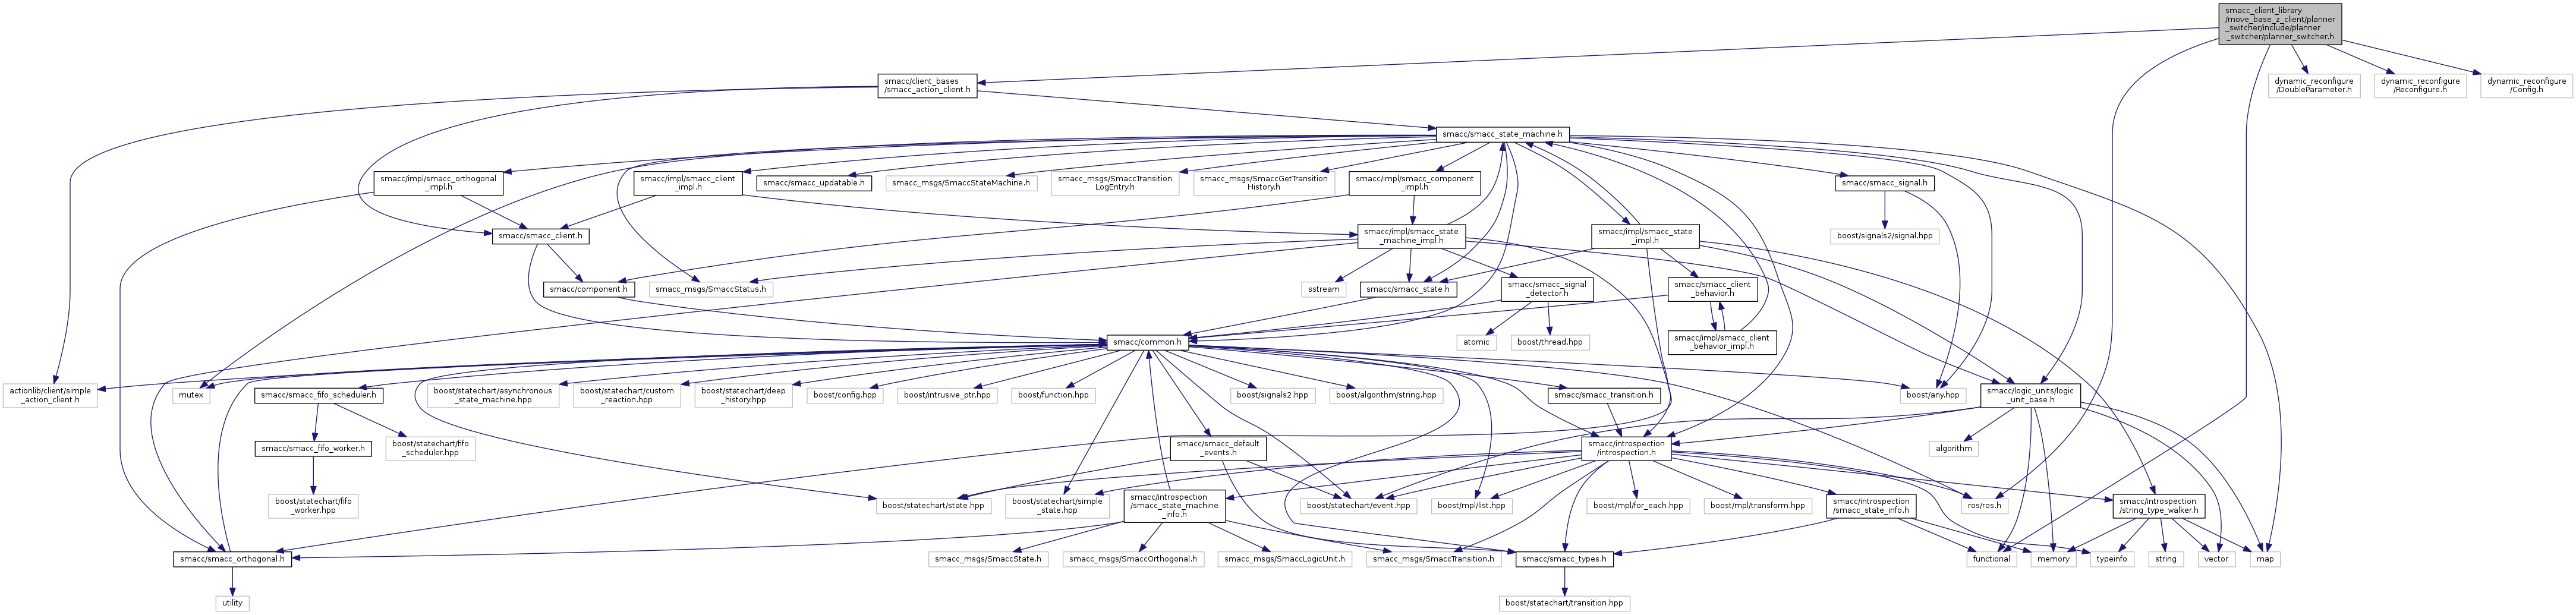 smacc_client_library
/move_base_z_client/planner
_switcher/include/planner
_switcher/planner_switcher.h
smacc/client_bases
/smacc_action_client.h
dynamic_reconfigure
/DoubleParameter.h
dynamic_reconfigure
/Reconfigure.h
dynamic_reconfigure
/Config.h
smacc/smacc_state_machine.h
smacc/impl/smacc_orthogonal
_impl.h
smacc/impl/smacc_client
_impl.h
smacc/smacc_updatable.h
smacc_msgs/SmaccStateMachine.h
smacc_msgs/SmaccTransition
LogEntry.h
smacc_msgs/SmaccGetTransition
History.h
smacc/impl/smacc_component
_impl.h
smacc/smacc_signal.h
smacc/smacc_client.h
smacc/impl/smacc_state
_machine_impl.h
smacc/impl/smacc_state
_impl.h
boost/signals2/signal.hpp
smacc/component.h
smacc_msgs/SmaccStatus.h
sstream
smacc/smacc_state.h
smacc/smacc_signal
_detector.h
smacc/smacc_client
_behavior.h
smacc/common.h
atomic
boost/thread.hpp
smacc/impl/smacc_client
_behavior_impl.h
actionlib/client/simple
_action_client.h
mutex
smacc/smacc_fifo_scheduler.h
boost/statechart/asynchronous
_state_machine.hpp
boost/statechart/custom
_reaction.hpp
boost/statechart/deep
_history.hpp
boost/config.hpp
boost/intrusive_ptr.hpp
boost/function.hpp
boost/signals2.hpp
boost/algorithm/string.hpp
smacc/smacc_transition.h
boost/any.hpp
smacc/logic_units/logic
_unit_base.h
smacc/smacc_fifo_worker.h
boost/statechart/fifo
_scheduler.hpp
smacc/smacc_default
_events.h
smacc/introspection
/introspection.h
algorithm
boost/statechart/fifo
_worker.hpp
boost/statechart/state.hpp
boost/statechart/simple
_state.hpp
smacc/introspection
/smacc_state_machine
_info.h
boost/statechart/event.hpp
boost/mpl/list.hpp
boost/mpl/for_each.hpp
boost/mpl/transform.hpp
smacc/introspection
/smacc_state_info.h
ros/ros.h
smacc/introspection
/string_type_walker.h
smacc/smacc_orthogonal.h
smacc_msgs/SmaccState.h
smacc_msgs/SmaccOrthogonal.h
smacc_msgs/SmaccLogicUnit.h
smacc_msgs/SmaccTransition.h
smacc/smacc_types.h
functional
memory
typeinfo
string
vector
map
utility
boost/statechart/transition.hpp